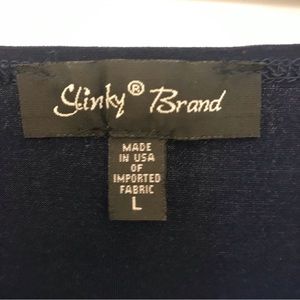 Slinky® Brand
MADE
IN USA
OF
IMPORTED
FABRIC
L